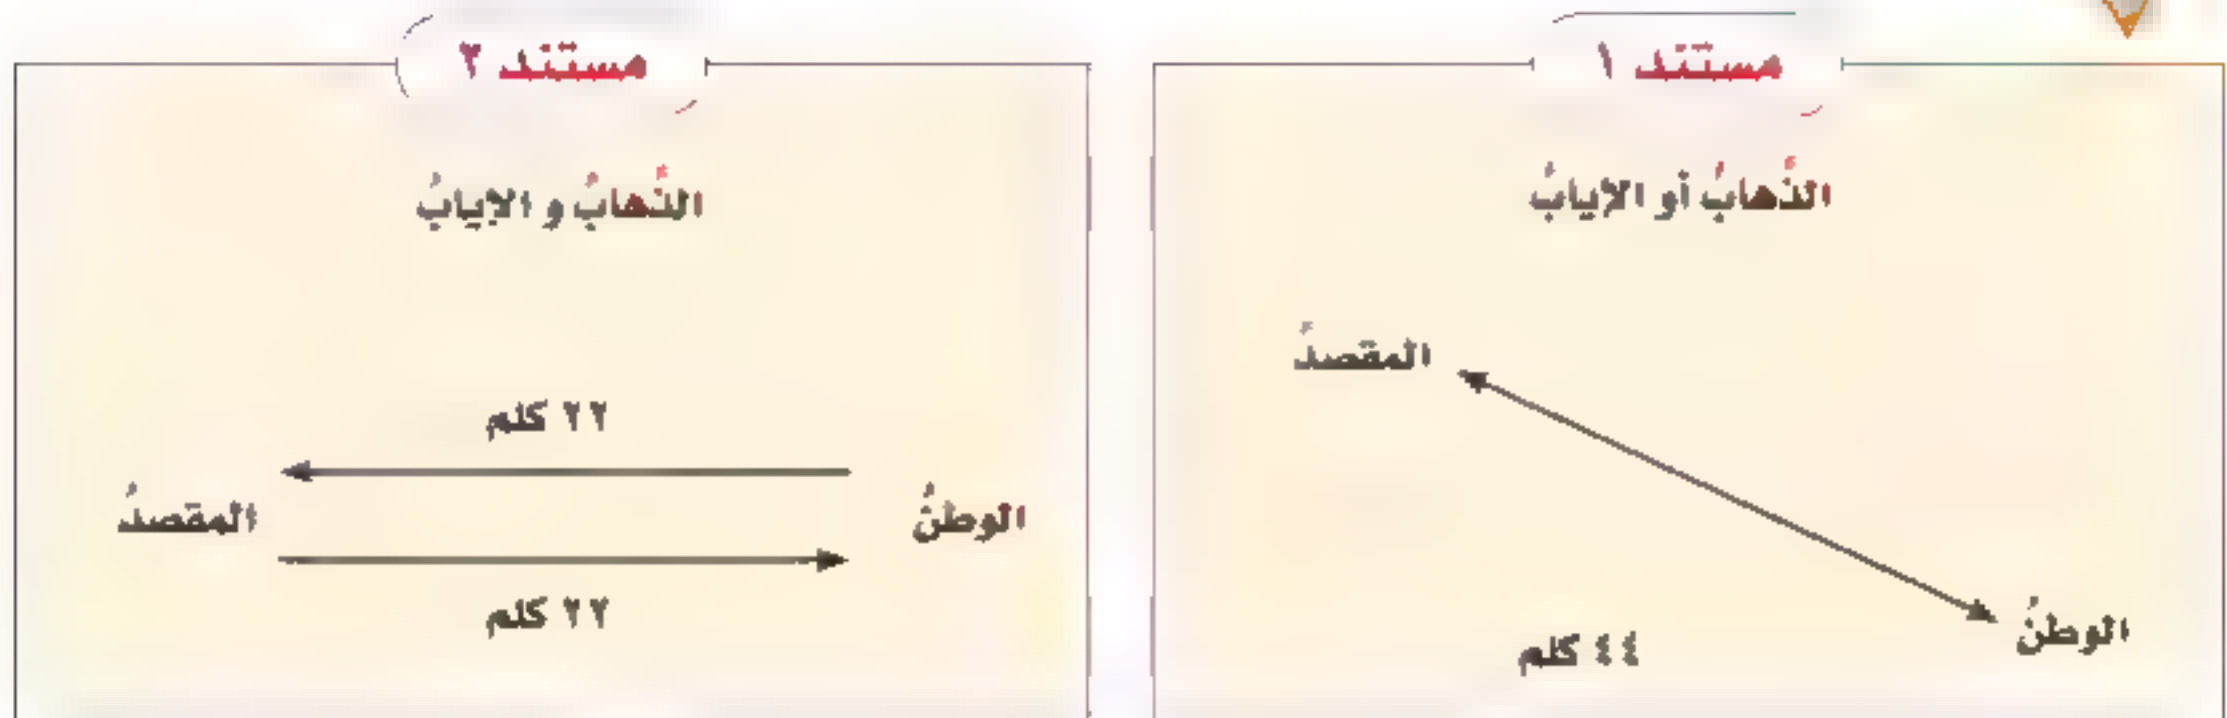 مستند ١
الذّهابُ أو الإيابُ
المقصدُ
الوطنُ
٤٤ كلم
مستند ٢
الذّهابُ و الإيابُ
٢٢ كلم
الوطنُ
المقصدُ
٢٢ كلم